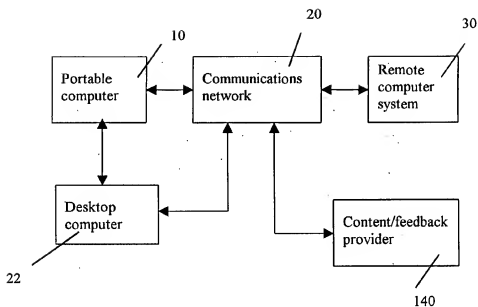 10
20
30
Portable
computer
Communications
network
Remote
computer
system
Desktop
computer
Content/feedback
provider
22
140